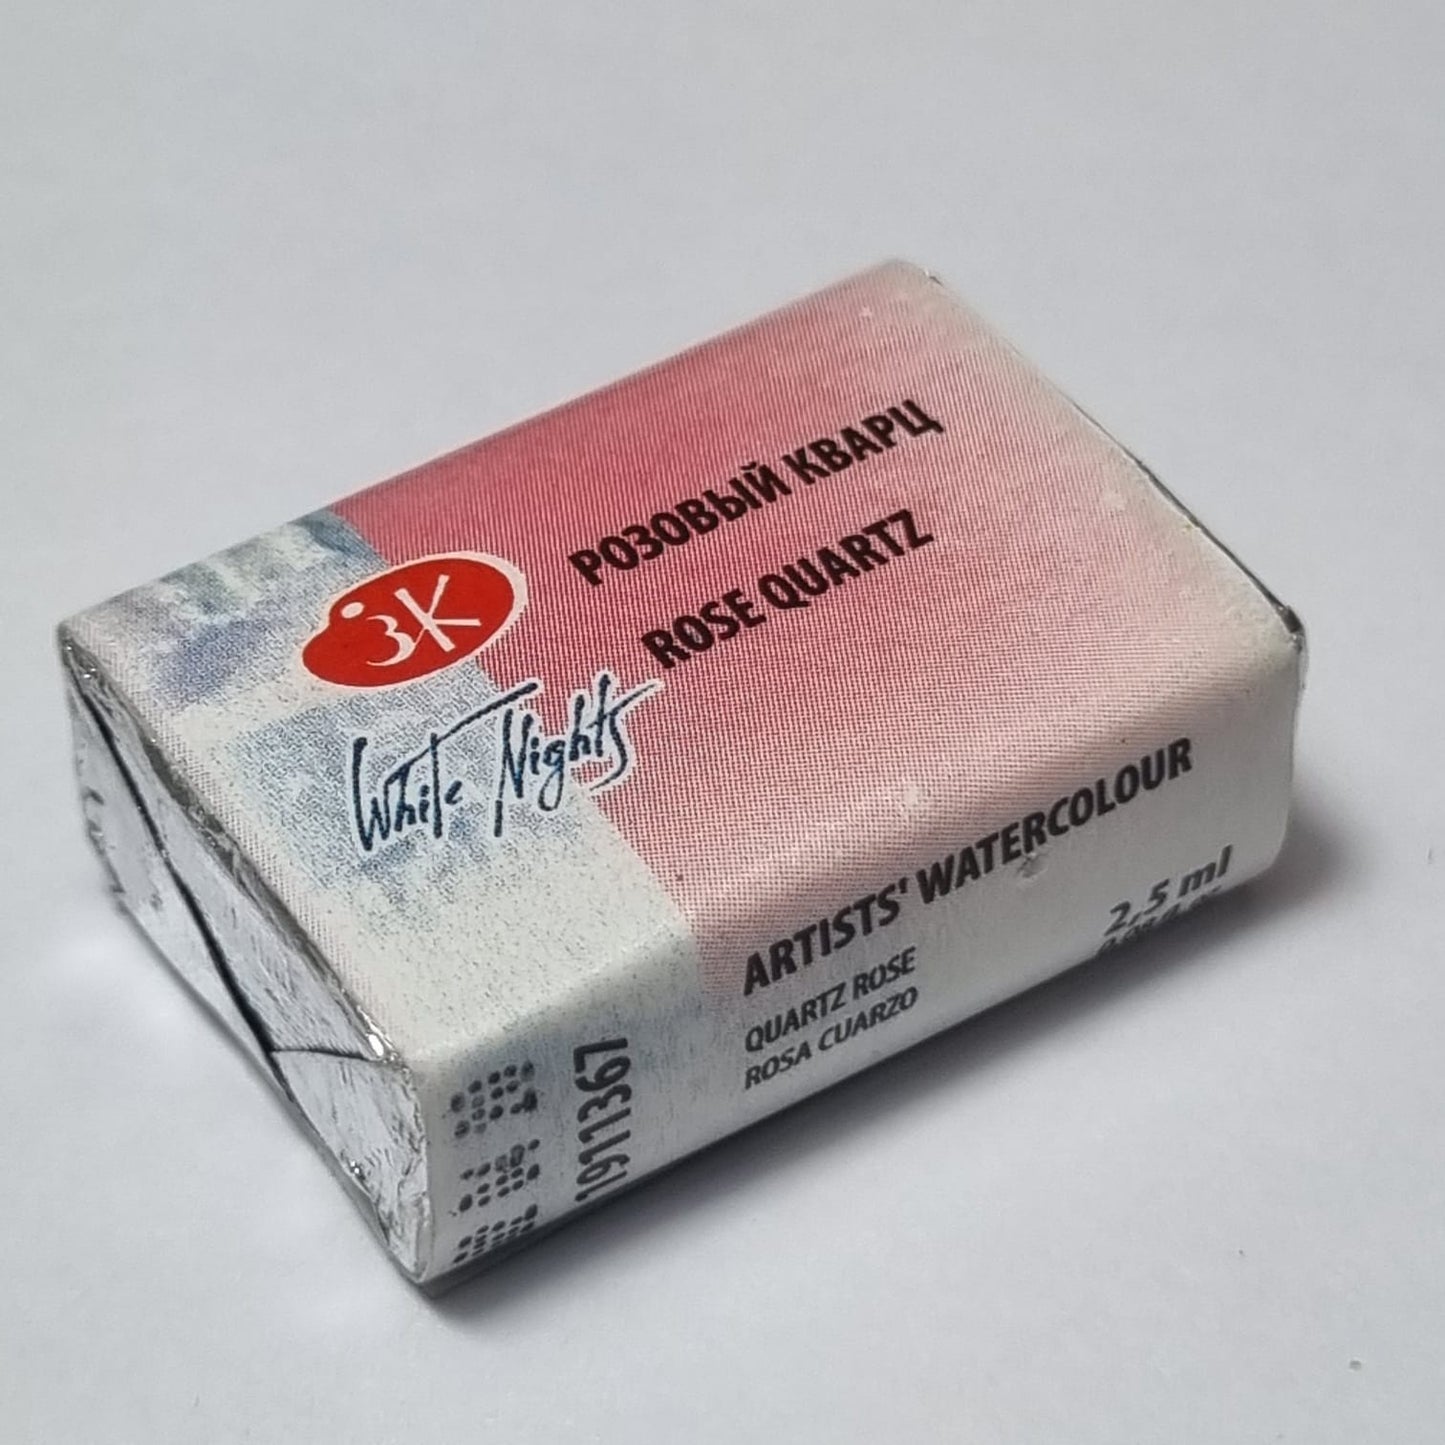 РОЗОВЫЙ КВАРЦ
ROSE QUARTZ
ЗК
White Nights
ARTISTS' WATERCOLOUR
2,5 ml
QUARTZ ROSE
ROSA CUARZO
1911367